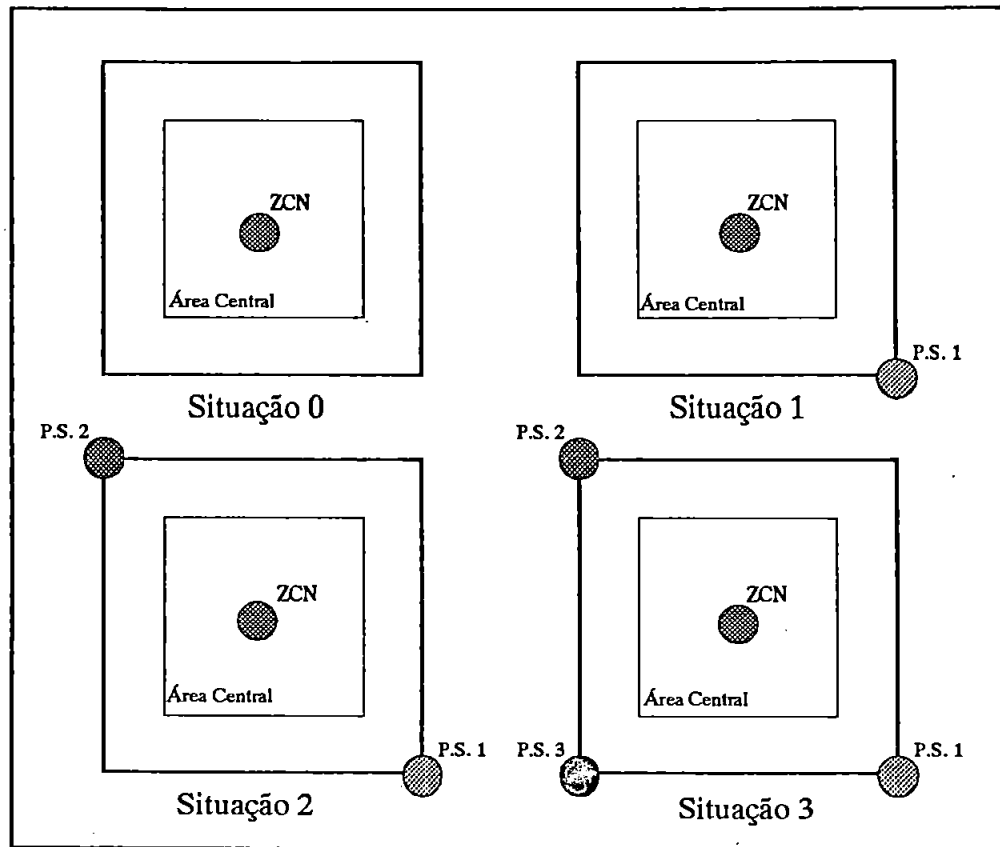 ZCN
Área Central
Situação 0
ZCN
Área Central
P.S. 1
Situação 1
P.S. 2
ZCN
Área Central
P.S. 1
Situação 2
P.S. 2
ZCN
Área Central
P.S. 3
P.S. 1
Situação 3